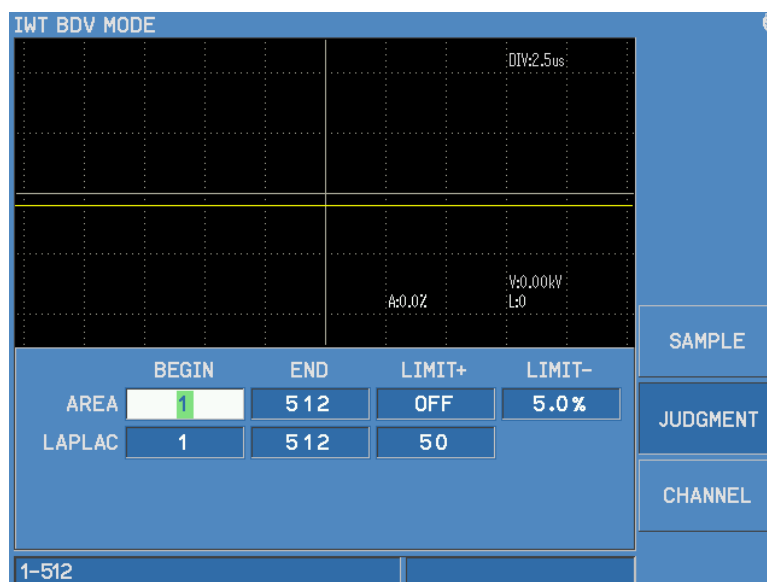 IWT BDV MODE
DIV:2.5us
V:0.00kV
A:0.0% L:0
SAMPLE
BEGIN END LIMIT+ LIMIT-
AREA 1 512 OFF 5.0%
JUDGMENT
LAPLAC 1 512 50
CHANNEL
1-512